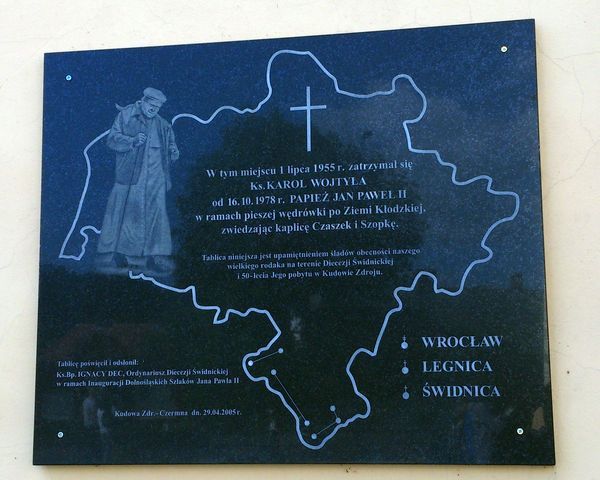 W tym miejscu 1 lipca 1955 r. zatrzymał się
Ks. KAROL WOJTYŁA
od 16.10.1978 r. PAPIEŻ JAN PAWEŁ II
w ramach pieszej wędrówki po Ziemi Kłodzkiej,
zwiedzając kaplicę Czaszek i Szopkę.
Tablica niniejsza jest upamiętnieniem śladów obecności naszego
wielkiego rodaka na terenie Diecezji Świdnickiej
i 50-lecia Jego pobytu w Kudowie Zdroju.
WROCŁAW
LEGNICA
ŚWIDNICA
Tablicę poświęcił i odsłonił:
Ks.Bp. IGNACY DEC, Ordynariusz Diecezji Świdnickiej
w ramach Inauguracji Dolnośląskich Szlaków Jana Pawła II
Kudowa Zdr.- Czermna dn. 29.04.2005 r.